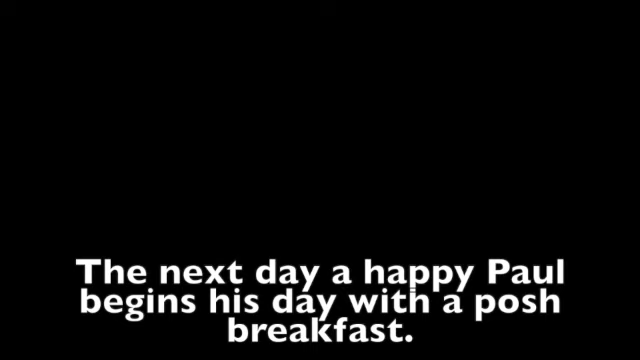 The next day a happy Paul
begins his day with a posh
breakfast.